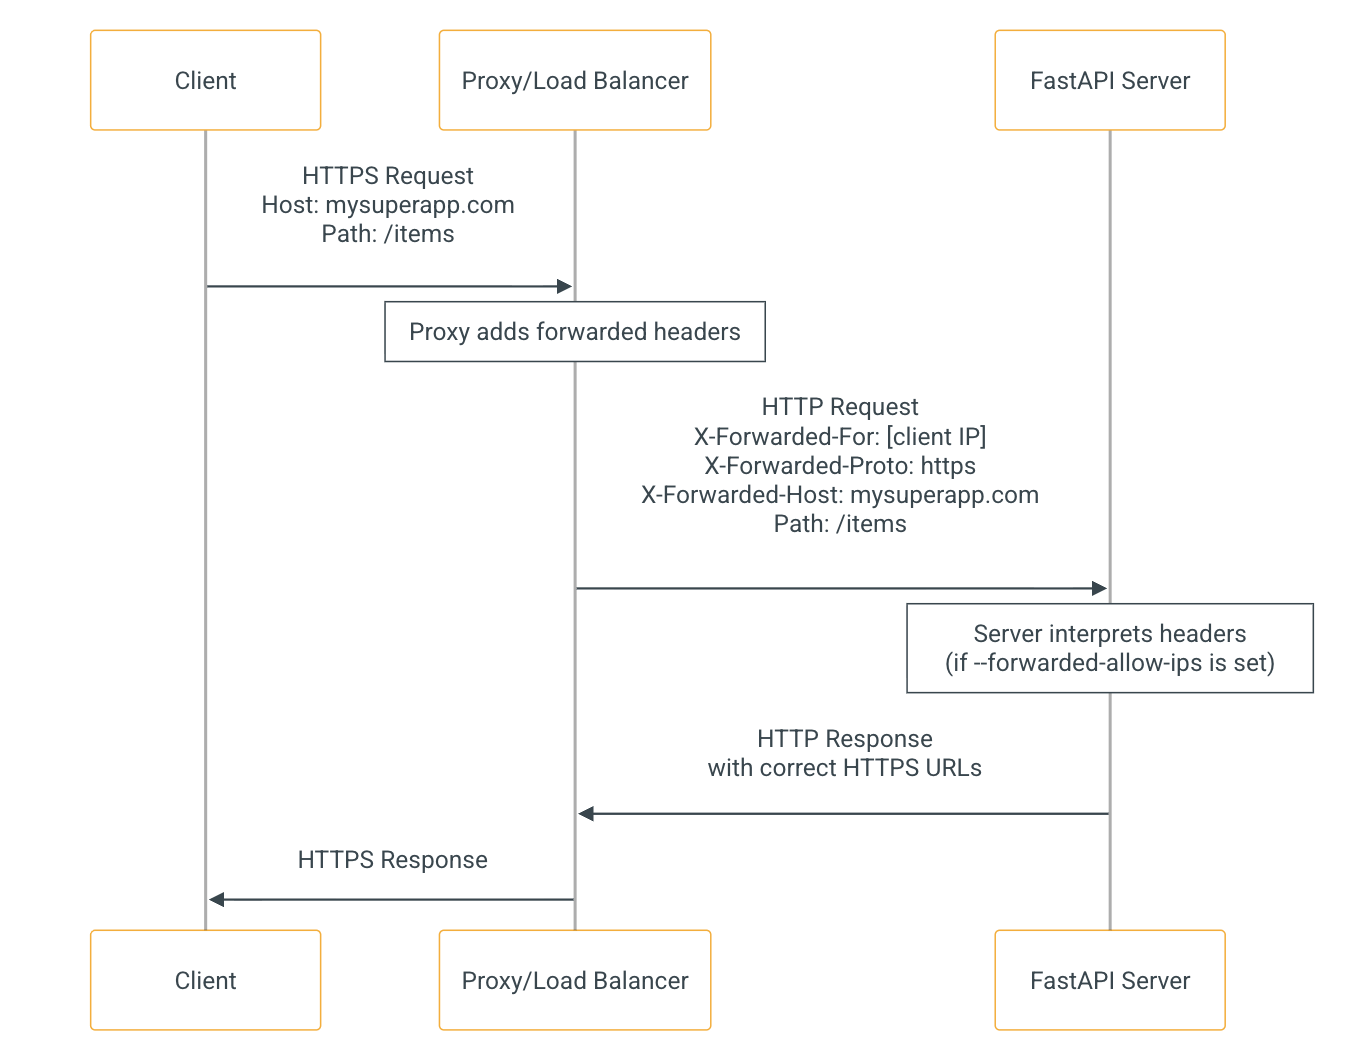 Client
Proxy/Load Balancer
FastAPI Server
HTTPS Request
Host: mysuperapp.com
Path: /items
Proxy adds forwarded headers
HTTP Request
X-Forwarded-For: [client IP]
X-Forwarded-Proto: https
X-Forwarded-Host: mysuperapp.com
Path: /items
Server interprets headers
(if --forwarded-allow-ips is set)
HTTP Response
with correct HTTPS URLs
HTTPS Response
Client
Proxy/Load Balancer
FastAPI Server